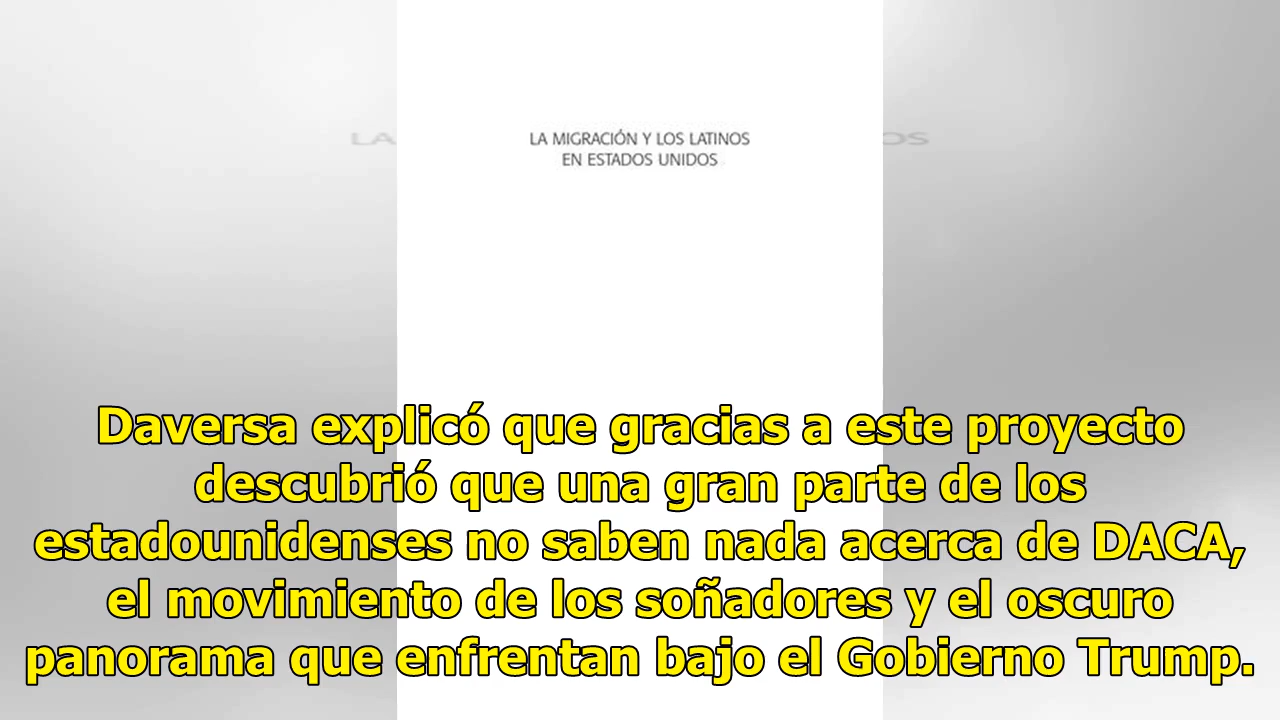 LA MIGRACIÓN Y LOS LATINOS
EN ESTADOS UNIDOS
LA
OS
Daversa explicó que gracias a este proyecto
descubrió que una gran parte de los
estadounidenses no saben nada acerca de DACA,
el movimiento de los soñadores y el oscuro
panorama que enfrentan bajo el Gobierno Trump.